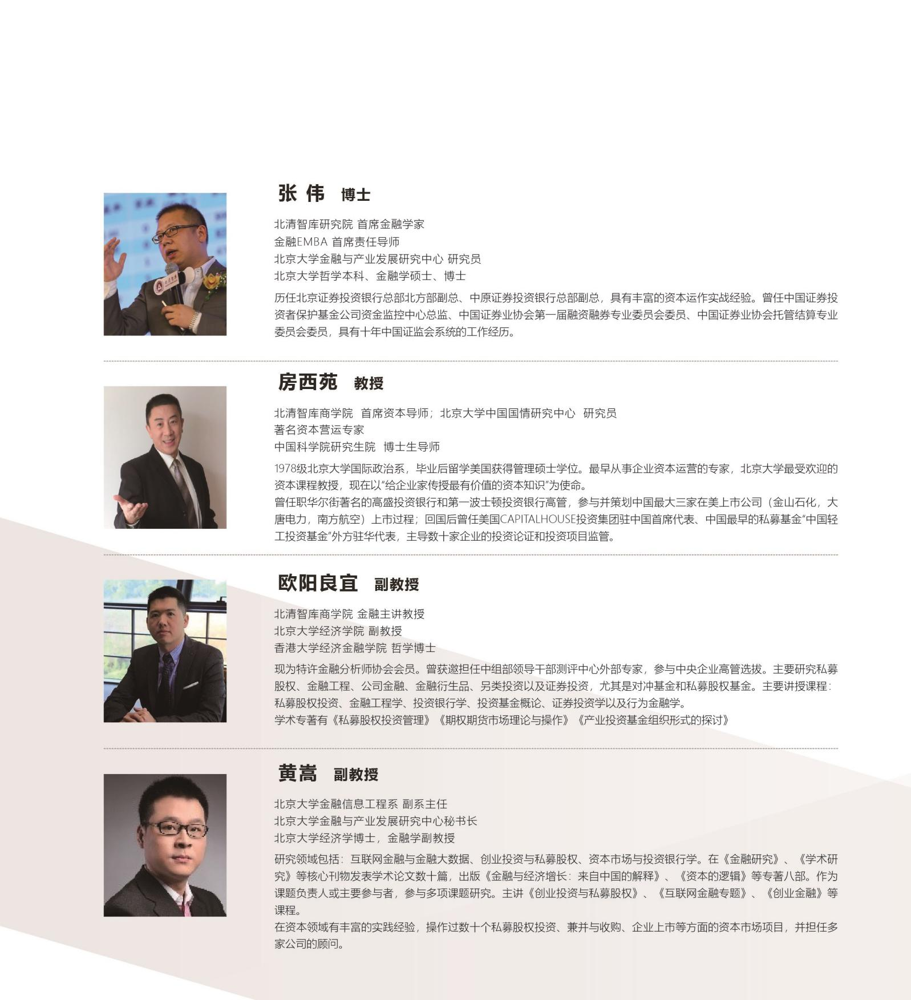 张 伟 博士
北清智库研究院 首席金融学家
金融EMBA 首席责任导师
北京大学金融与产业发展研究中心 研究员
北京大学哲学本科、金融学硕士、博士
历任北京证券投资银行总部北方部副总、中原证券投资银行总部副总，具有丰富的资本运作实战经验。曾任中国证券投
资者保护基金公司资金监控中心总监、中国证券业协会第一届融资融券专业委员会委员、中国证券业协会托管结算专业
委员会委员，具有十年中国证监会系统的工作经历。
北清智库
房西苑 教授
北清智库商学院 首席资本导师；北京大学中国国情研究中心 研究员
著名资本营运专家
中国科学院研究生院 博士生导师
1978级北京大学国际政治系，毕业后留学美国获得管理硕士学位。最早从事企业资本运营的专家，北京大学最受欢迎的
资本课程教授，现在以“给企业家传授最有价值的资本知识”为使命。
曾任职华尔街著名的高盛投资银行和第一波士顿投资银行高管，参与并策划中国最大三家在美上市公司（金山石化，大
唐电力，南方航空）上市过程；回国后曾任美国CAPITALHOUSE投资集团驻中国首席代表、中国最早的私募基金“中国轻
工投资基金”外方驻华代表，主导数十家企业的投资论证和投资项目监管。
欧阳良宜 副教授
北清智库商学院 金融主讲教授
北京大学经济学院 副教授
香港大学经济金融学院 哲学博士
现为特许金融分析师协会会员。曾获邀担任中组部领导干部测评中心外部专家，参与中央企业高管选拔。主要研究私募
股权、金融工程、公司金融、金融衍生品、另类投资以及证券投资，尤其是对冲基金和私募股权基金。主要讲授课程：
私募股权投资、金融工程学、投资银行学、投资基金概论、证券投资学以及行为金融学。
学术专著有《私募股权投资管理》《期权期货市场理论与操作》《产业投资基金组织形式的探讨》
黄嵩 副教授
北京大学金融信息工程系 副系主任
北京大学金融与产业发展研究中心秘书长
北京大学经济学博士，金融学副教授
研究领域包括：互联网金融与金融大数据、创业投资与私募股权、资本市场与投资银行学。在《金融研究》、《学术研
究》等核心刊物发表学术论文数十篇，出版《金融与经济增长：来自中国的解释》、《资本的逻辑》等专著八部。作为
课题负责人或主要参与者，参与多项课题研究。主讲《创业投资与私募股权》、《互联网金融专题》、《创业金融》等
课程。
在资本领域有丰富的实践经验，操作过数十个私募股权投资、兼并与收购、企业上市等方面的资本市场项目，并担任多
家公司的顾问。